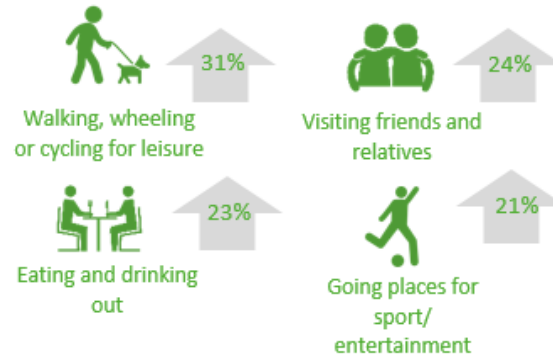 31%
Walking, wheeling
or cycling for leisure
24%
Visiting friends and
relatives
23%
Eating and drinking
out
21%
Going places for
sport/
entertainment